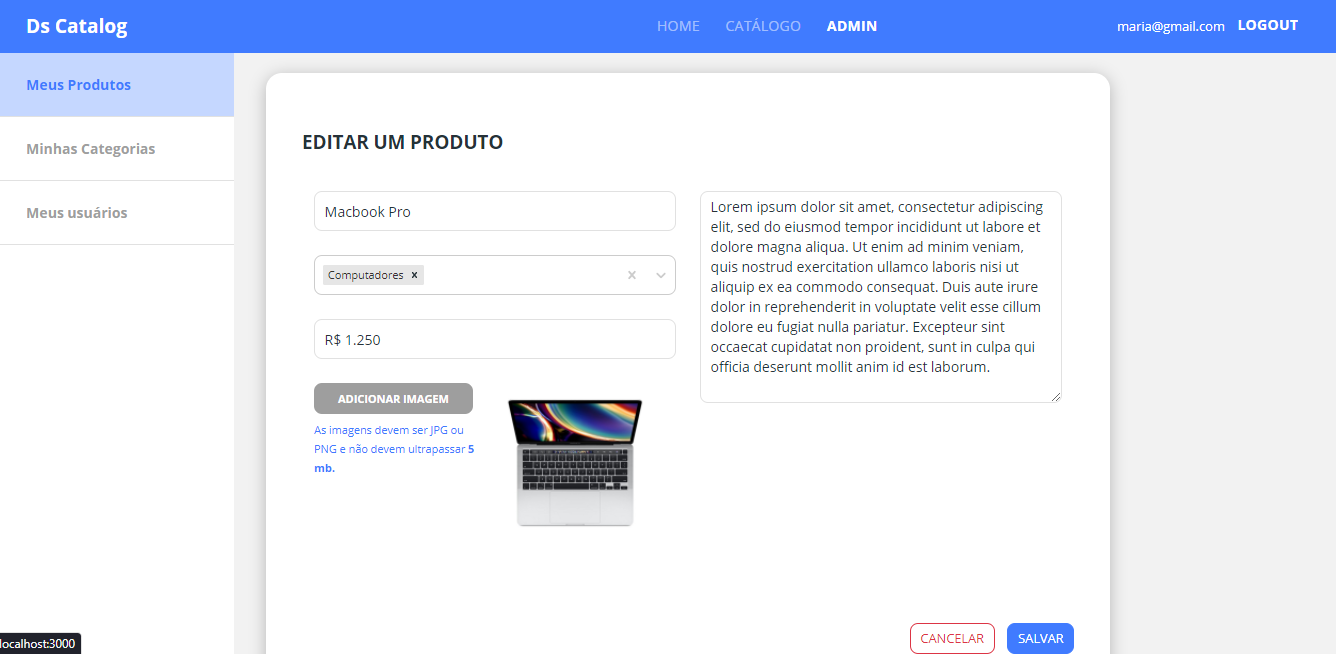 Ds Catalog
HOME
CATÁLOGO
ADMIN
maria@gmail.com
LOGOUT
Meus Produtos
Minhas Categorias
Meus usuários
EDITAR UM PRODUTO
Macbook Pro
Computadores x
R$ 1.250
ADICIONAR IMAGEM
As imagens devem ser JPG ou
PNG e não devem ultrapassar 5
mb.
Lorem ipsum dolor sit amet, consectetur adipiscing
elit, sed do eiusmod tempor incididunt ut labore et
dolore magna aliqua. Ut enim ad minim veniam,
quis nostrud exercitation ullamco laboris nisi ut
aliquip ex ea commodo consequat. Duis aute irure
dolor in reprehenderit in voluptate velit esse cillum
dolore eu fugiat nulla pariatur. Excepteur sint
occaecat cupidatat non proident, sunt in culpa qui
officia deserunt mollit anim id est laborum.
CANCELAR
SALVAR
localhost:3000